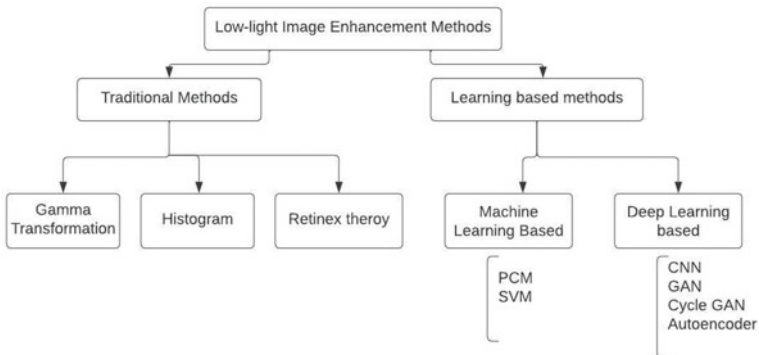 Low-light Image Enhancement Methods
Traditional Methods
Learning based methods
Gamma
Transformation
Histogram
Retinex theroy
Machine
Learning Based
Deep Learning
based
PCM
SVM
CNN
GAN
Cycle GAN
Autoencoder